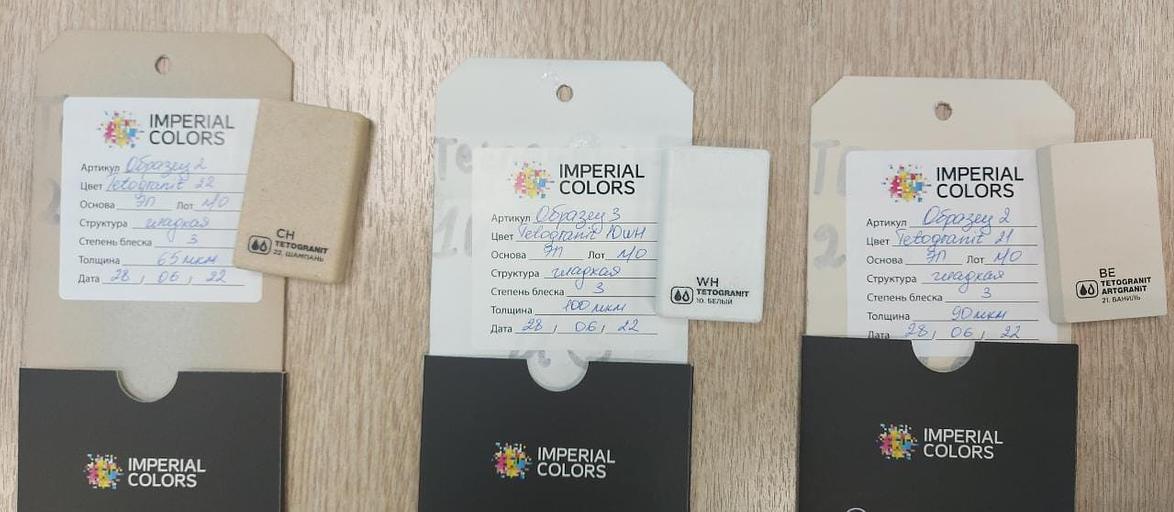 IMPERIAL
COLORS
Артикул Образец 2
Цвет Tetogranit 22
Основа ЭП Лот М/О
Структура гладкая
Степень блеска 3
Толщина 65 мкм
Дата 28, 06, 22
CH
TETOGRANIT
22. ШАМПАНЬ
IMPERIAL
COLORS
IMPERIAL
COLORS
Артикул Образец 3
Цвет Tetogranit 10WH
Основа ЭП Лот М/О
Структура гладкая
Степень блеска 3
Толщина 100 мкм
Дата 28, 06, 22
WH
TETOGRANIT
10. БЕЛЫЙ
IMPERIAL
COLORS
IMPERIAL
COLORS
Артикул Образец 2
Цвет Tetogranit 21
Основа ЭП Лот М/О
Структура гладкая
Степень блеска 3
Толщина 90 мкм
Дата 28, 06, 22
BE
TETOGRANIT
ARTGRANIT
21. ВАНИЛЬ
IMPERIAL
COLORS